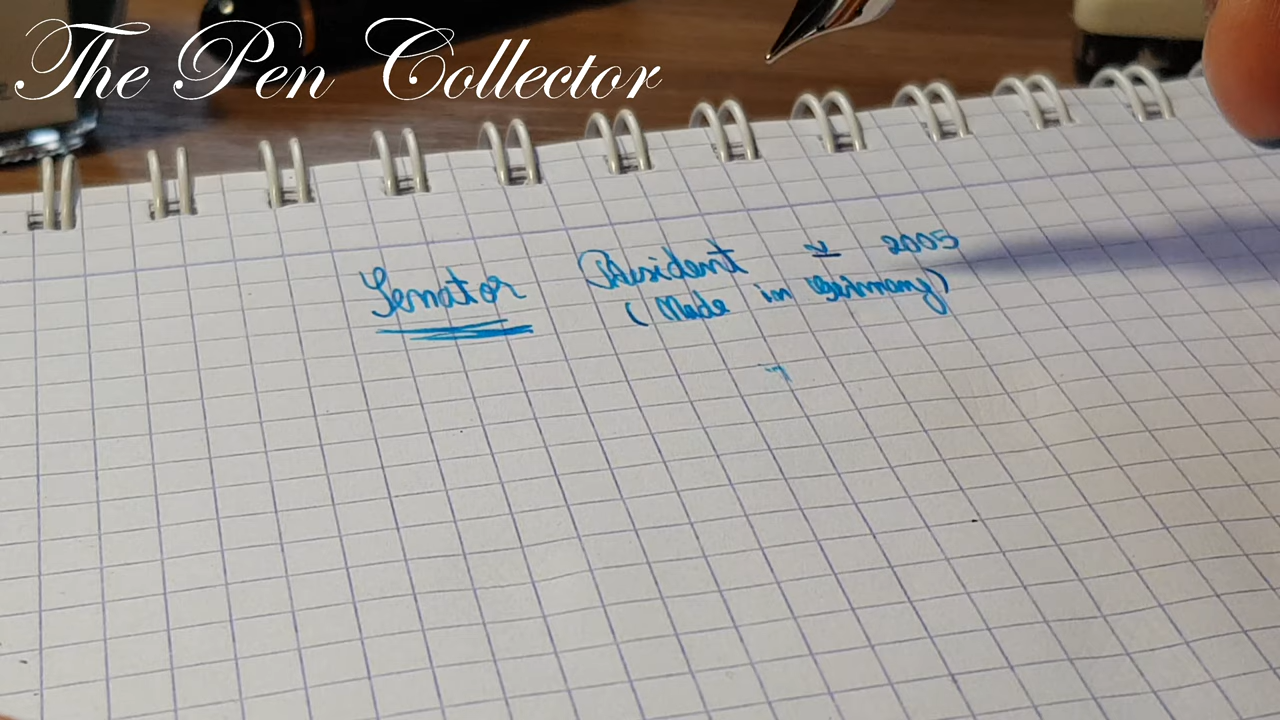 The Pen Collector
Senator President ~ 2005
(Made in Germany)